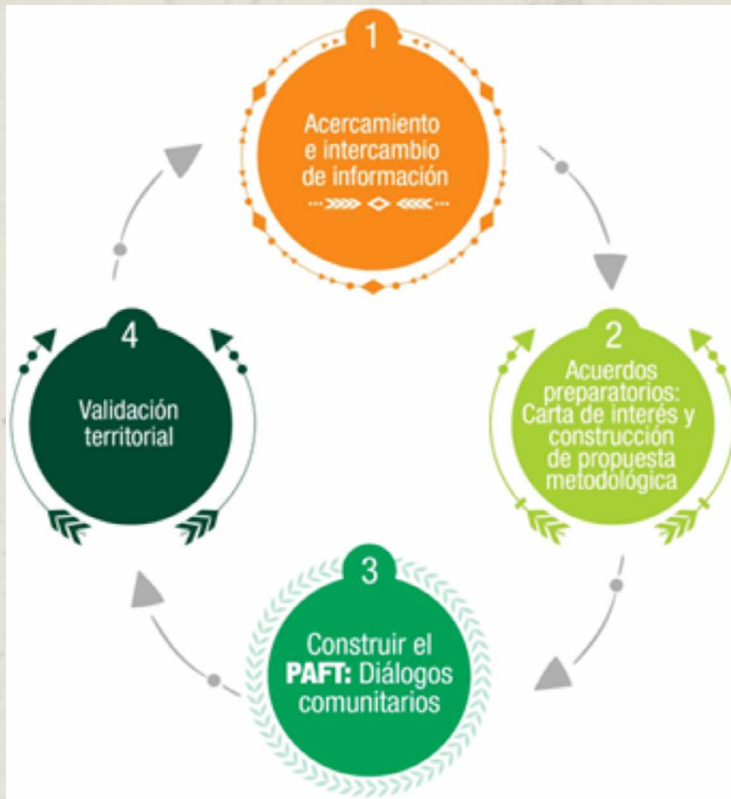 1
Acercamiento
e intercambio
de información
2
Acuerdos
preparatorios:
Carta de interés y
construcción
de propuesta
metodológica
3
Construir el
PAFT: Diálogos
comunitarios
4
Validación
territorial